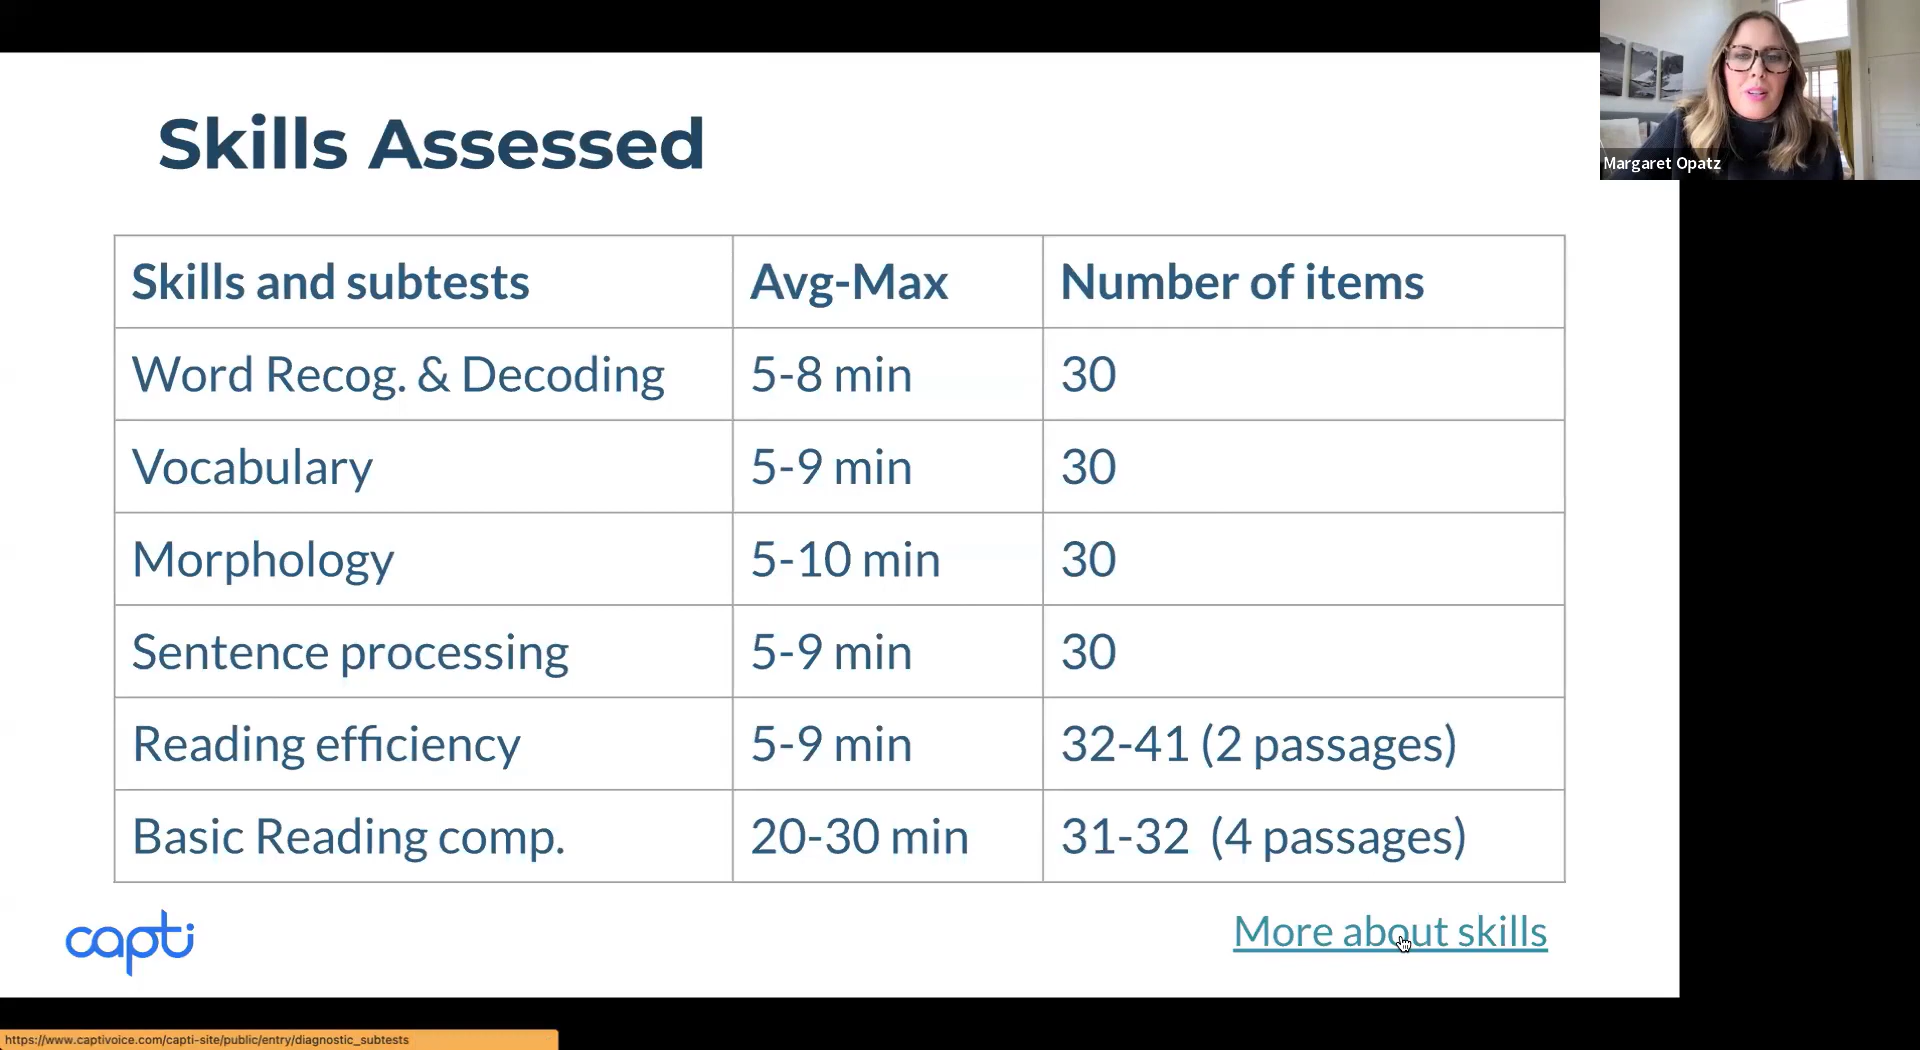 Skills Assessed
Margaret Opatz
Skills and subtests Avg-Max Number of items
Word Recog. & Decoding 5-8 min 30
Vocabulary 5-9 min 30
Morphology 5-10 min 30
Sentence processing 5-9 min 30
Reading efficiency 5-9 min 32-41 (2 passages)
Basic Reading comp. 20-30 min 31-32 (4 passages)
capti
More about skills
https://www.captivoice.com/capti-site/public/entry/diagnostic_subtests